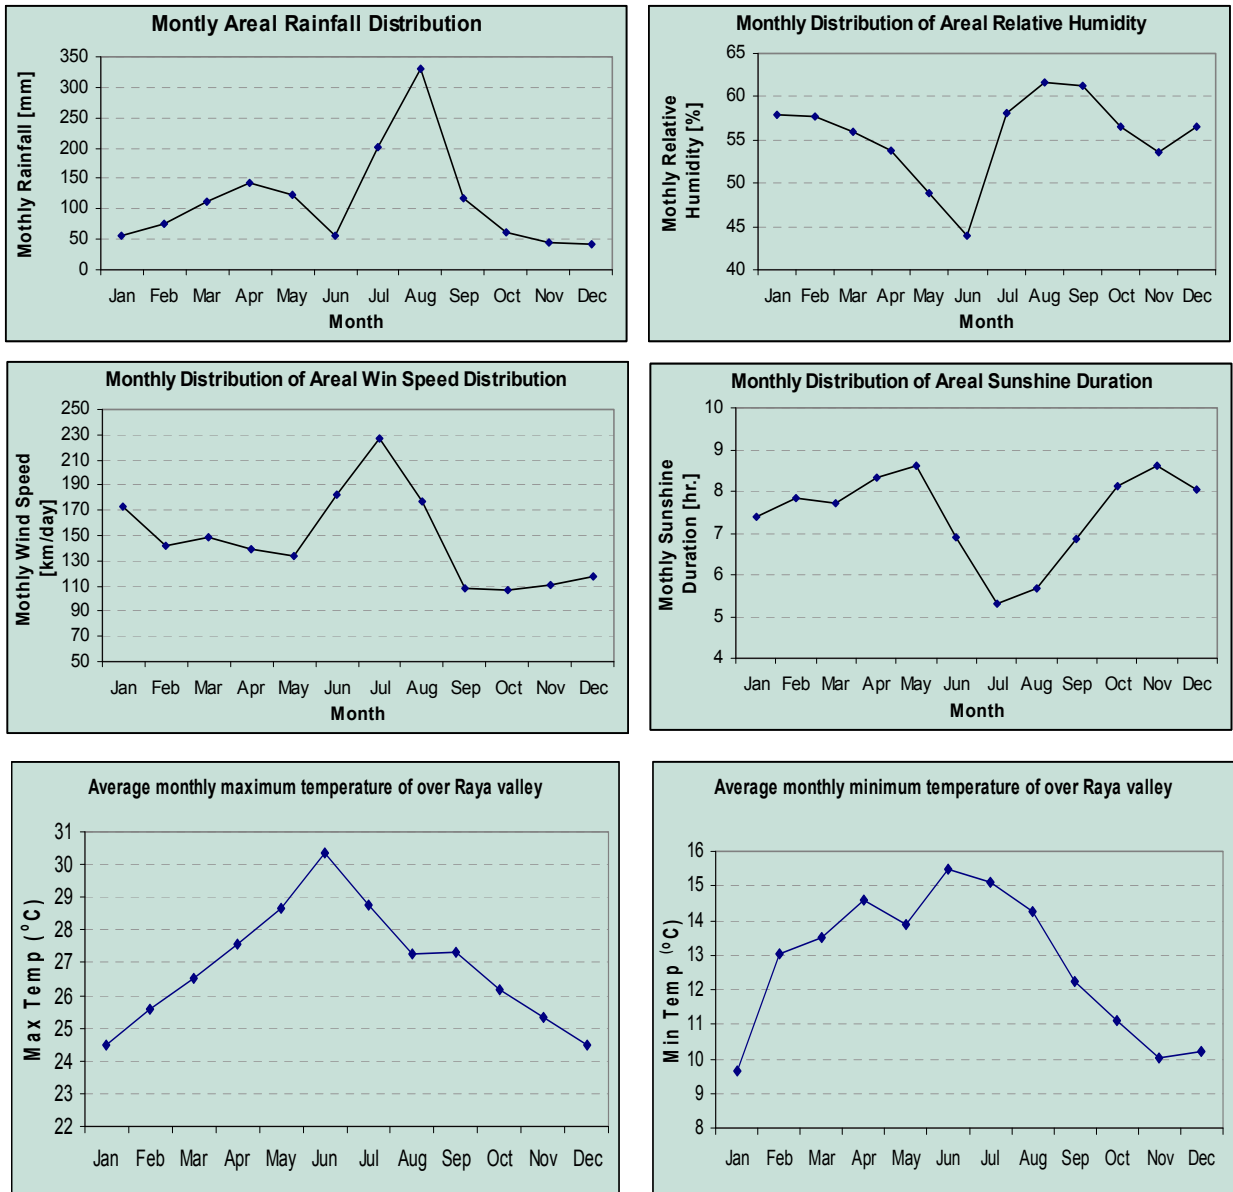 Montly Areal Rainfall Distribution
Mothly Rainfall [mm]
350
300
250
200
150
100
50
0
Jan Feb Mar Apr May Jun Jul Aug Sep Oct Nov Dec
Month
Monthly Distribution of Areal Relative Humidity
Mothly Relative
Humidity [%]
65
60
55
50
45
40
Jan Feb Mar Apr May Jun Jul Aug Sep Oct Nov Dec
Month
Monthly Distribution of Areal Win Speed Distribution
Mothly Wind Speed
[km/day]
250
230
210
190
170
150
130
110
90
70
50
Jan Feb Mar Apr May Jun Jul Aug Sep Oct Nov Dec
Month
Monthly Distribution of Areal Sunshine Duration
Mothly Sunshine
Duration [hr.]
10
9
8
7
6
5
4
Jan Feb Mar Apr May Jun Jul Aug Sep Oct Nov Dec
Month
Average monthly maximum temperature of over Raya valley
Max Temp (°C)
31
30
29
28
27
26
25
24
23
22
Jan Feb Mar Apr May Jun Jul Aug Sep Oct Nov Dec
Average monthly minimum temperature of over Raya valley
Min Temp (°C)
16
15
14
13
12
11
10
9
8
Jan Feb Mar Apr May Jun Jul Aug Sep Oct Nov Dec